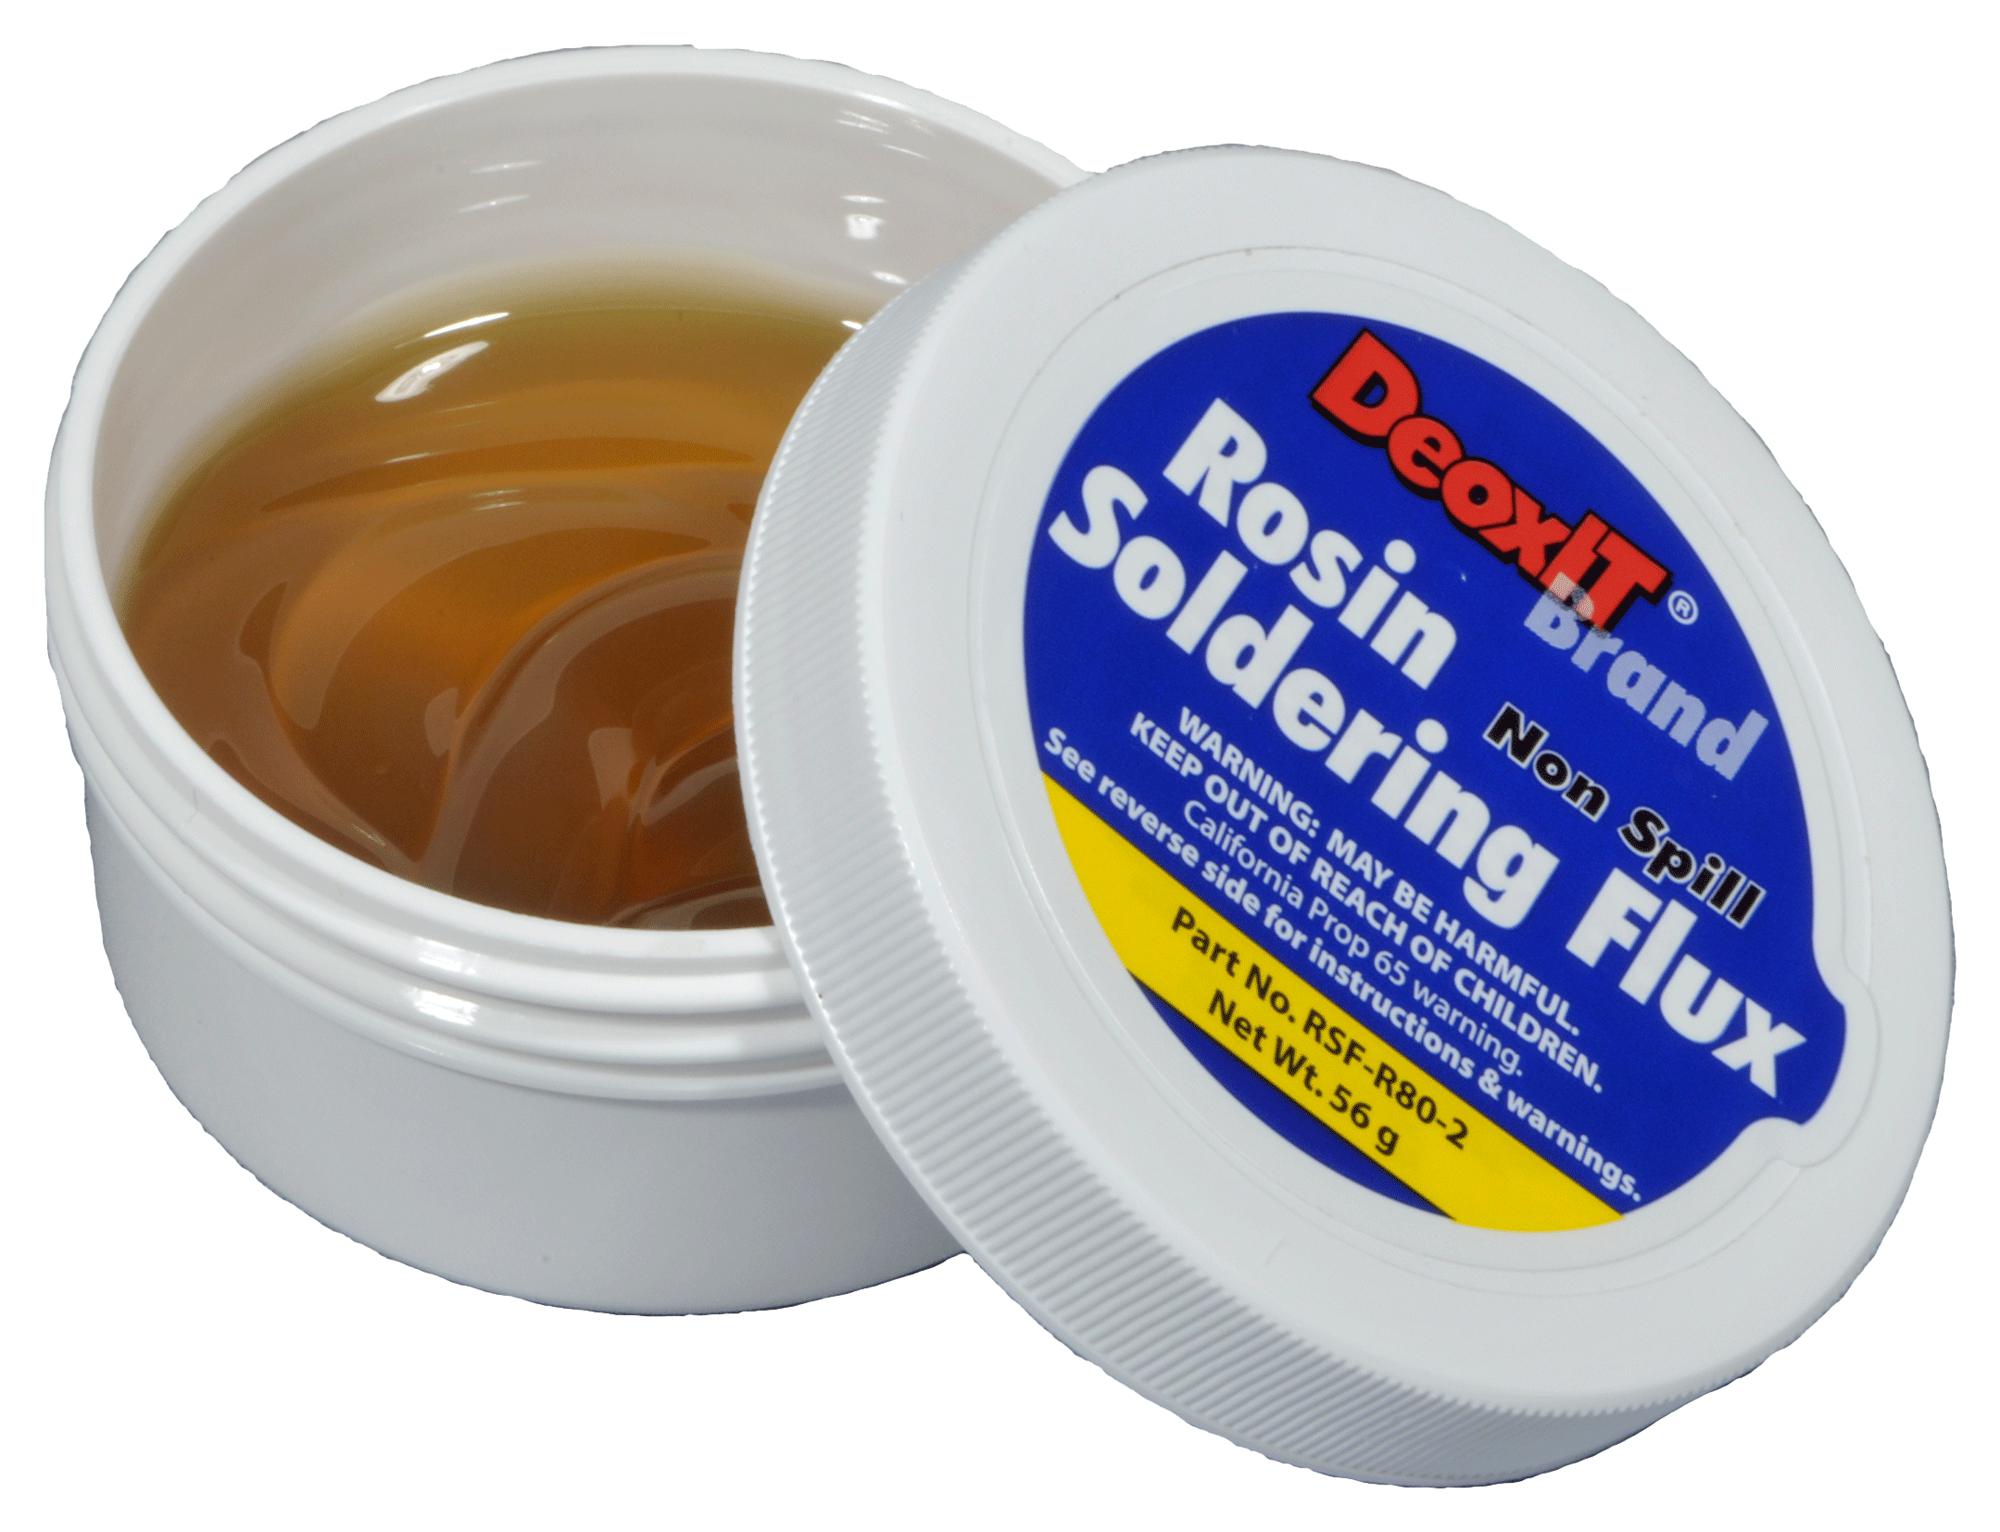 DeoxIT®
Brand
Rosin
Soldering Flux
Non Spill
WARNING: MAY BE HARMFUL.
KEEP OUT OF REACH OF CHILDREN.
California Prop 65 warning.
See reverse side for instructions & warnings.
Part No. RSF-R80-2
Net Wt. 56 g